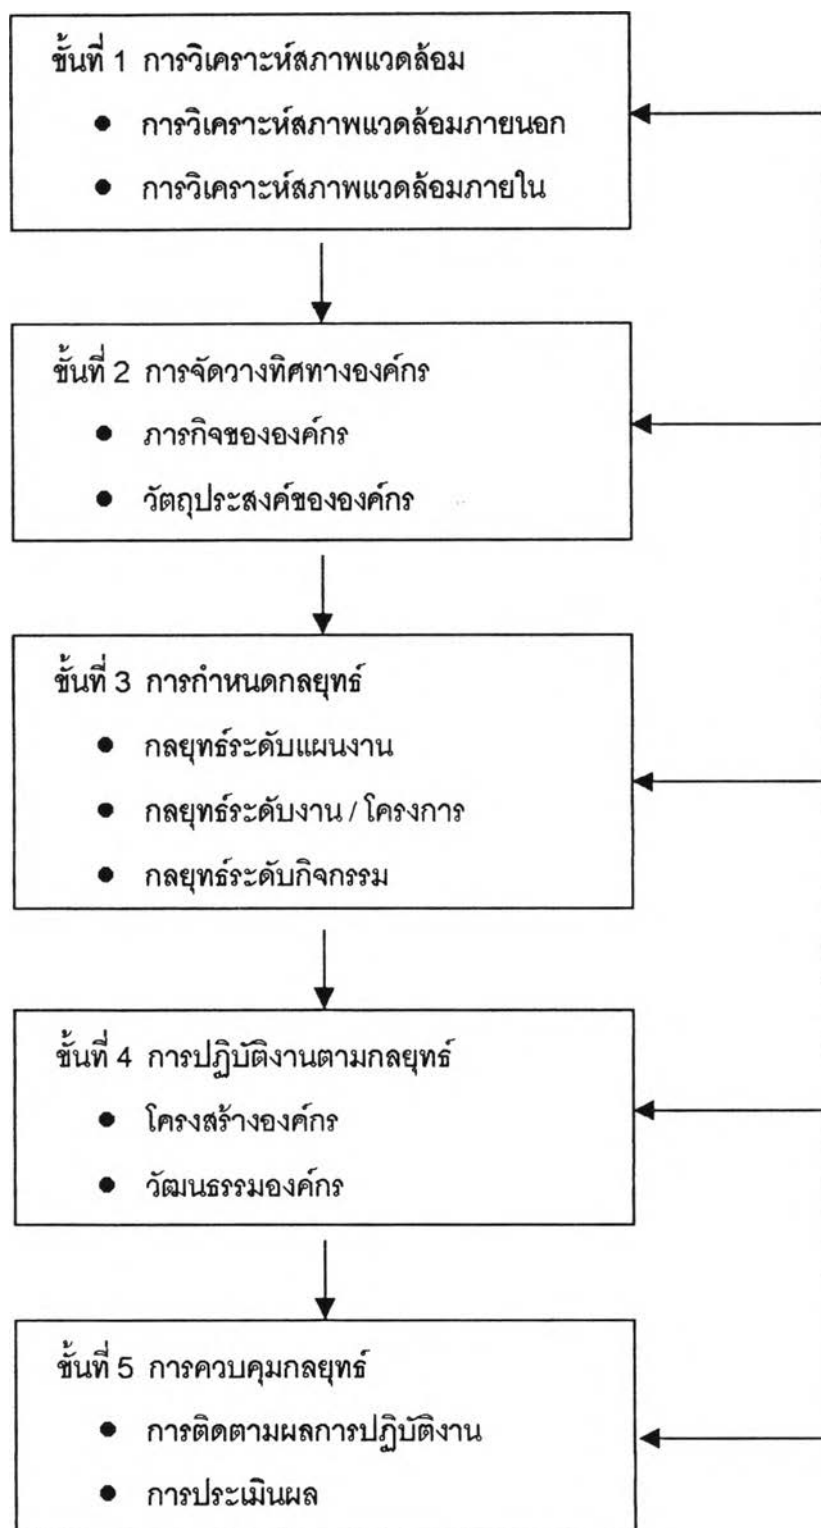 ขั้นที่ 1 การวิเคราะห์สภาพแวดล้อม
● การวิเคราะห์สภาพแวดล้อมภายนอก
● การวิเคราะห์สภาพแวดล้อมภายใน
ขั้นที่ 2 การจัดวางทิศทางองค์กร
● ภารกิจขององค์กร
● วัตถุประสงค์ขององค์กร
ขั้นที่ 3 การกำหนดกลยุทธ์
● กลยุทธ์ระดับแผนงาน
● กลยุทธ์ระดับงาน / โครงการ
● กลยุทธ์ระดับกิจกรรม
ขั้นที่ 4 การปฏิบัติงานตามกลยุทธ์
● โครงสร้างองค์กร
● วัฒนธรรมองค์กร
ขั้นที่ 5 การควบคุมกลยุทธ์
● การติดตามผลการปฏิบัติงาน
● การประเมินผล